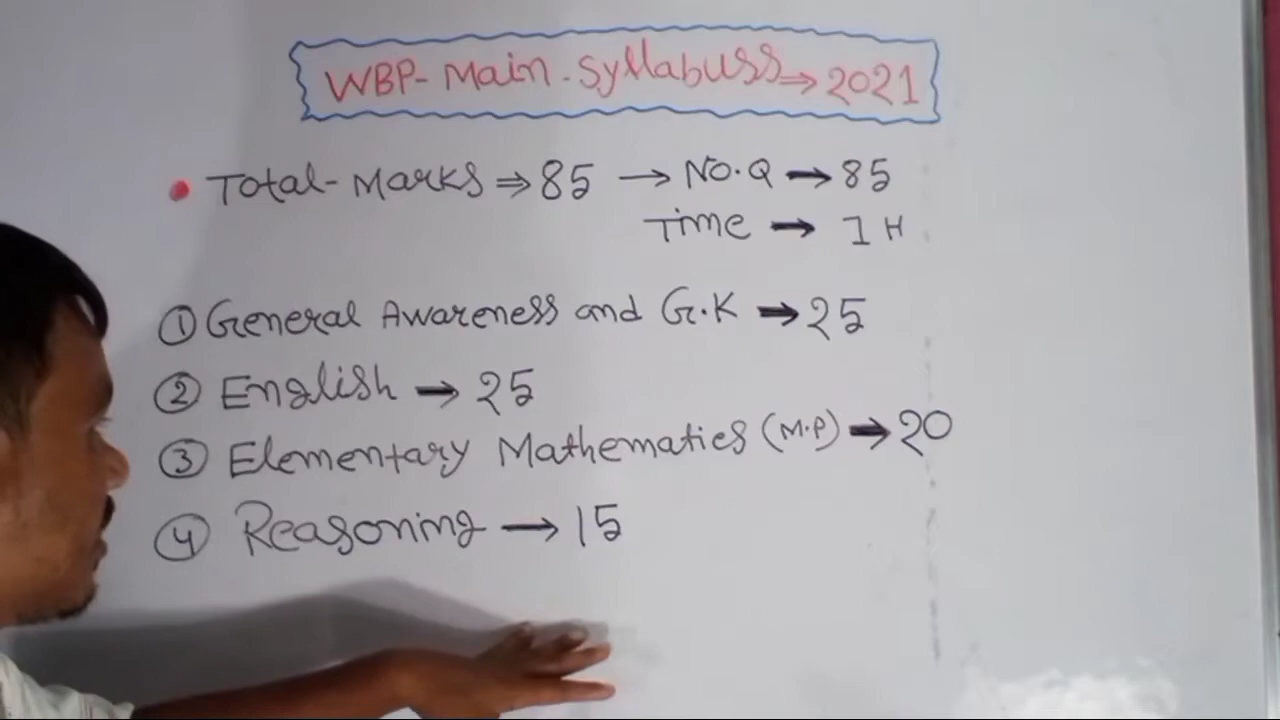 WBP- Main. Syllabuss⇒2021
• Total- Marks ⇒ 85 → NO.Q → 85
Time → 1 H
① General Awareness and G.K → 25
② English → 25
③ Elementary Mathematics (M.P) → 20
④ Reasoning → 15